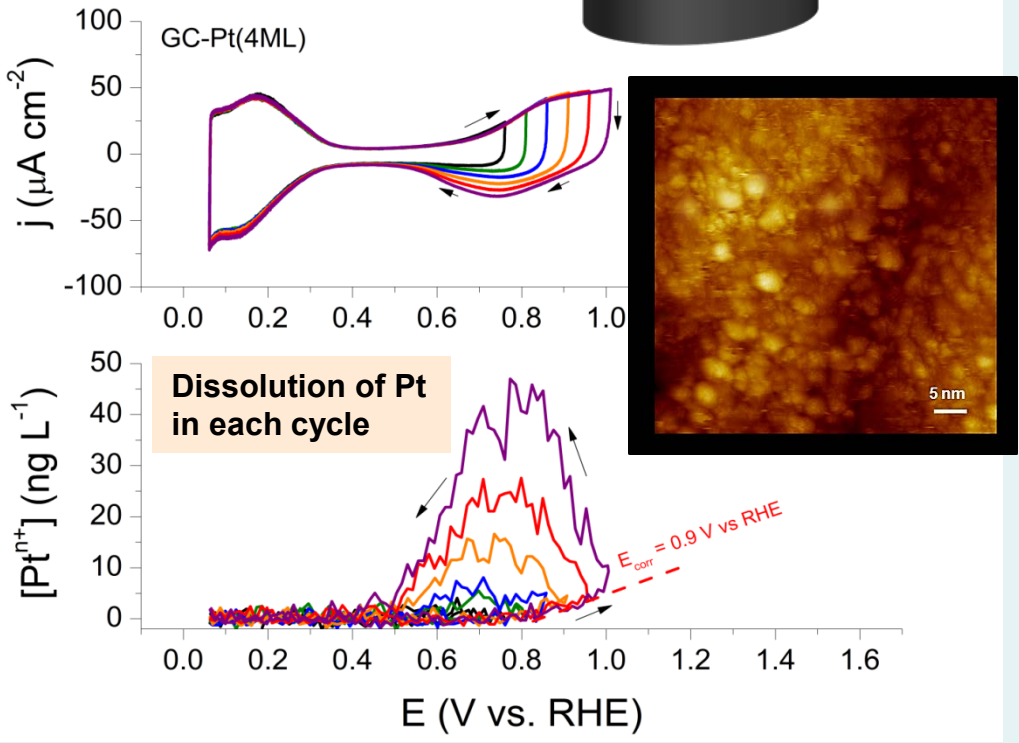 100
GC-Pt(4ML)
50
0
-50
-100
j (μA cm⁻²)
0.0 0.2 0.4 0.6 0.8 1.0
5 nm
50
40
30
20
10
0
[Ptⁿ⁺] (ng L⁻¹)
Dissolution of Pt
in each cycle
E_corr = 0.9 V vs RHE
0.0 0.2 0.4 0.6 0.8 1.0 1.2 1.4 1.6
E (V vs. RHE)